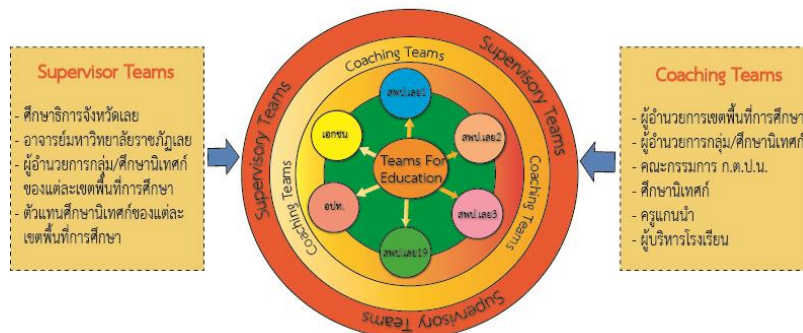 Supervisor Teams
- ศึกษาธิการจังหวัดเลย
- อาจารย์มหาวิทยาลัยราชภัฏเลย
- ผู้อำนวยการกลุ่ม/ศึกษานิเทศก์
ของแต่ละเขตพื้นที่การศึกษา
- ตัวแทนศึกษานิเทศก์ของแต่ละ
เขตพื้นที่การศึกษา
Supervisory Teams
Supervisory Teams
Supervisory Teams
Coaching Teams
Coaching Teams
Coaching Teams
สพป.เลย1
เอกชน
สพป.เลย2
Teams For
Education
อปท.
สพป.เลย3
สพป.เลย19
Coaching Teams
- ผู้อำนวยการเขตพื้นที่การศึกษา
- ผู้อำนวยการกลุ่ม/ศึกษานิเทศก์
- คณะกรรมการ ก.ต.ป.น.
- ศึกษานิเทศก์
- ครูแกนนำ
- ผู้บริหารโรงเรียน